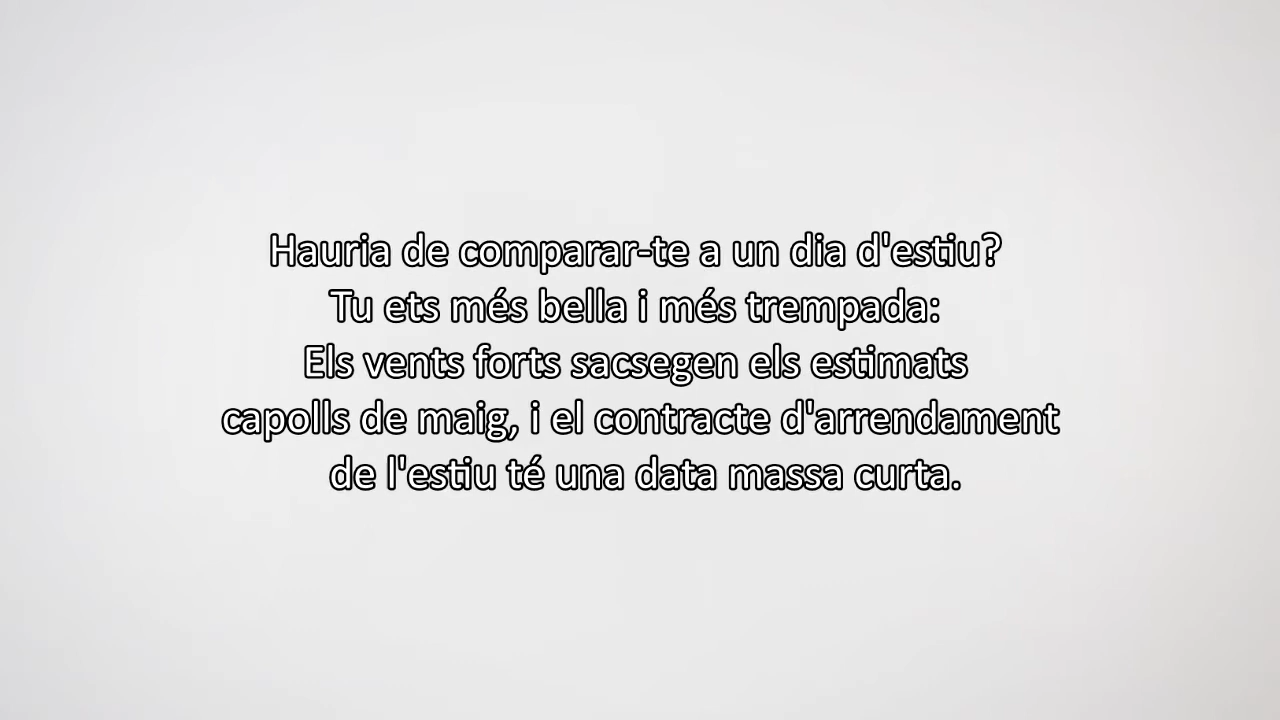 Hauria de comparar-te a un dia d'estiu?
Tu ets més bella i més trempada:
Els vents forts sacsegen els estimats
capolls de maig, i el contracte d'arrendament
de l'estiu té una data massa curta.